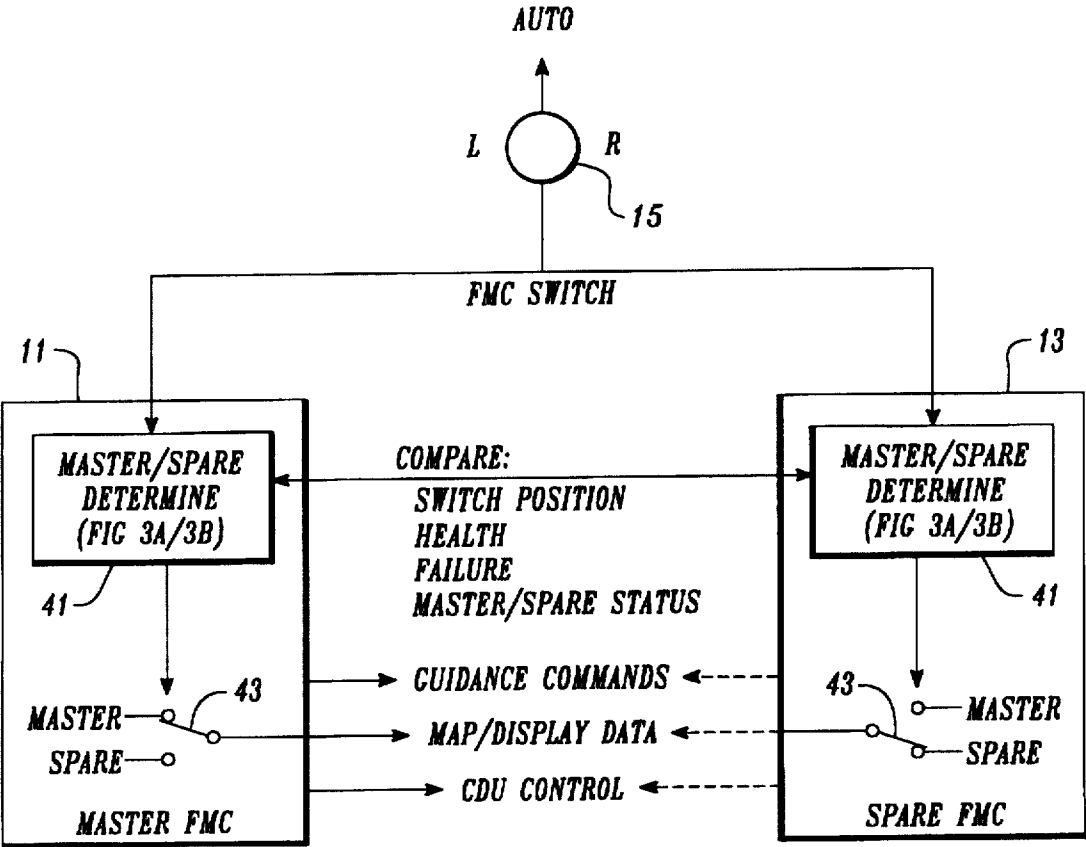 AUTO
L R
15
FMC SWITCH
11
13
MASTER/SPARE
DETERMINE
(FIG 3A/3B)
41
COMPARE:
SWITCH POSITION
HEALTH
FAILURE
MASTER/SPARE STATUS
MASTER/SPARE
DETERMINE
(FIG 3A/3B)
41
GUIDANCE COMMANDS
MAP/DISPLAY DATA
CDU CONTROL
43
MASTER
SPARE
MASTER FMC
43
MASTER
SPARE
SPARE FMC